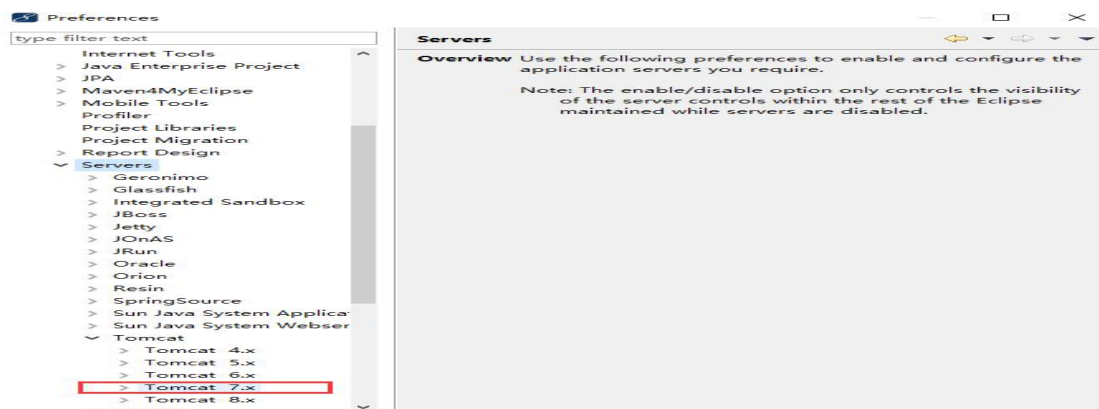 Preferences
type filter text
Internet Tools
Java Enterprise Project
JPA
Maven4MyEclipse
Mobile Tools
Profiler
Project Libraries
Project Migration
Report Design
Servers
Geronimo
Glassfish
Integrated Sandbox
JBoss
Jetty
JOnAS
JRun
Oracle
Orion
Resin
SpringSource
Sun Java System Applica
Sun Java System Webser
Tomcat
Tomcat 4.x
Tomcat 5.x
Tomcat 6.x
Tomcat 7.x
Tomcat 8.x
Servers
Overview Use the following preferences to enable and configure the
application servers you require.
Note: The enable/disable option only controls the visibility
of the server controls within the rest of the Eclipse
maintained while servers are disabled.